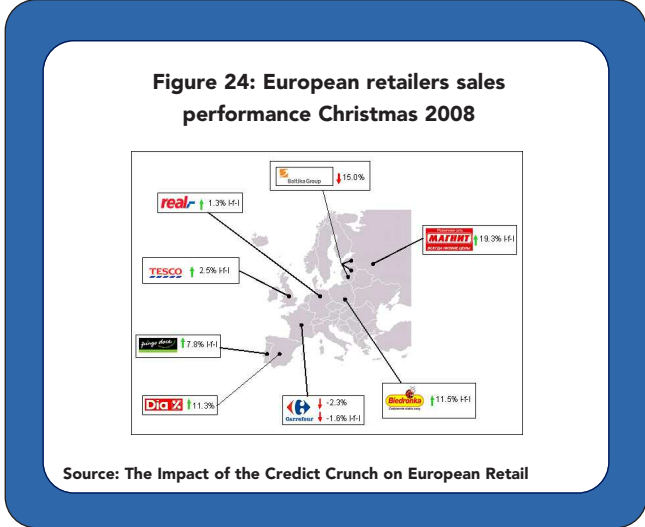 Figure 24: European retailers sales
performance Christmas 2008
Baltika Group
15.0%
real,-
1.3% l-f-l
МАГНИТ
19.3% l-f-l
TESCO
2.5% l-f-l
pingo doce
7.8% l-f-l
Dia %
11.3%
Carrefour
-2.3%
-1.6% l-f-l
Biedronka
11.5% l-f-l
Source: The Impact of the Credict Crunch on European Retail